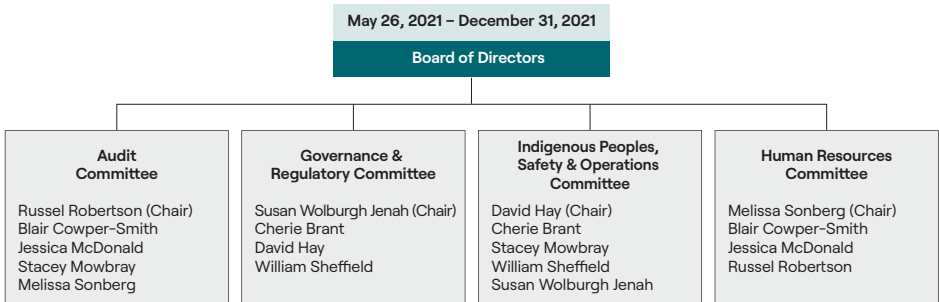 May 26, 2021 – December 31, 2021
Board of Directors
Audit
Committee
Russel Robertson (Chair)
Blair Cowper-Smith
Jessica McDonald
Stacey Mowbray
Melissa Sonberg
Governance &
Regulatory Committee
Susan Wolburgh Jenah (Chair)
Cherie Brant
David Hay
William Sheffield
Indigenous Peoples,
Safety & Operations
Committee
David Hay (Chair)
Cherie Brant
Stacey Mowbray
William Sheffield
Susan Wolburgh Jenah
Human Resources
Committee
Melissa Sonberg (Chair)
Blair Cowper-Smith
Jessica McDonald
Russel Robertson